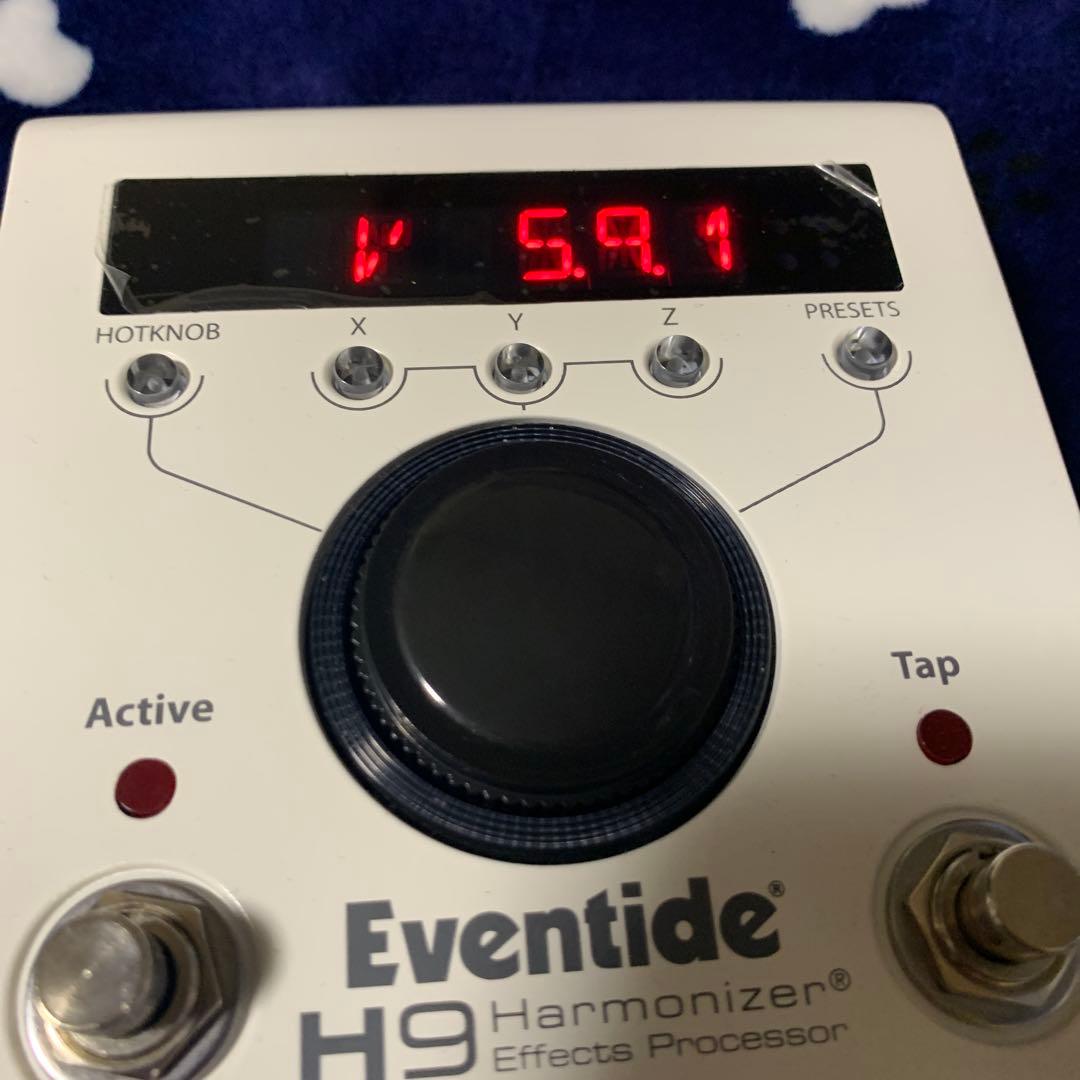 V 5.9.1
HOTKNOB X Y Z PRESETS
Active Tap
Eventide®
H9 Harmonizer®
Effects Processor